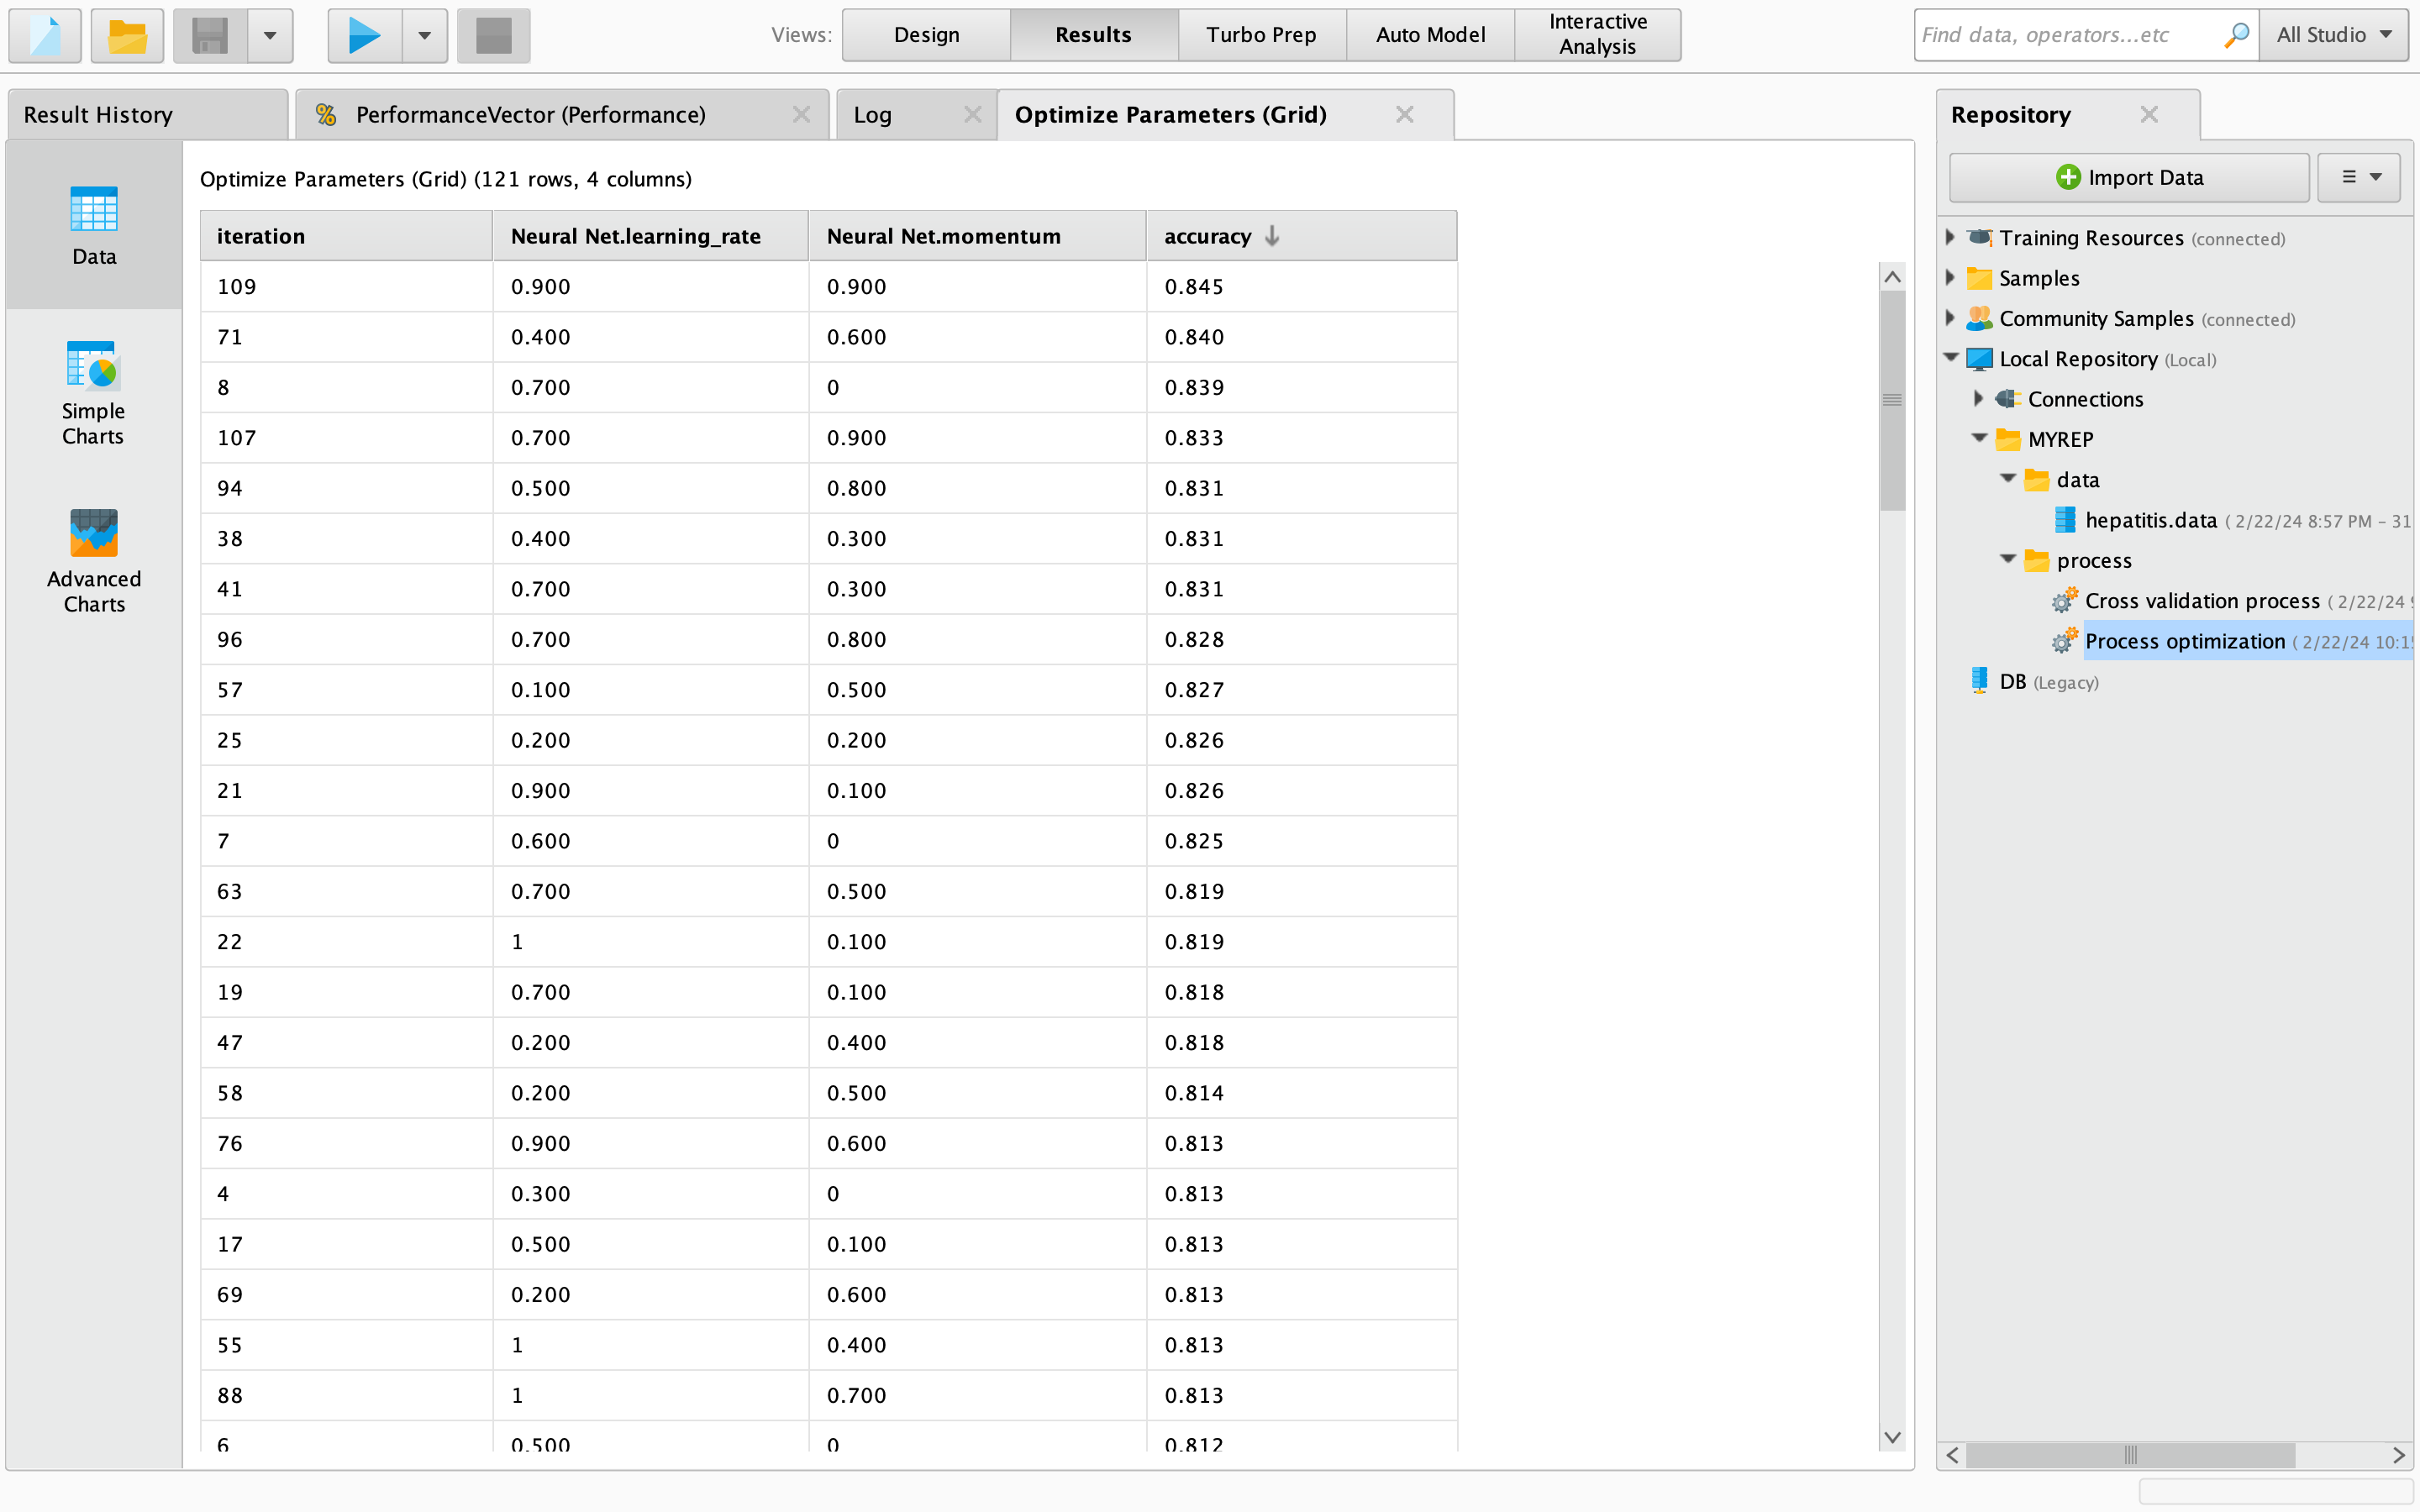 Views:
Design
Results
Turbo Prep
Auto Model
Interactive
Analysis
Find data, operators...etc
All Studio
Result History
% PerformanceVector (Performance)
Log
Optimize Parameters (Grid)
Repository
Data
Simple
Charts
Advanced
Charts
Optimize Parameters (Grid) (121 rows, 4 columns)
iteration Neural Net.learning_rate Neural Net.momentum accuracy
109 0.900 0.900 0.845
71 0.400 0.600 0.840
8 0.700 0 0.839
107 0.700 0.900 0.833
94 0.500 0.800 0.831
38 0.400 0.300 0.831
41 0.700 0.300 0.831
96 0.700 0.800 0.828
57 0.100 0.500 0.827
25 0.200 0.200 0.826
21 0.900 0.100 0.826
7 0.600 0 0.825
63 0.700 0.500 0.819
22 1 0.100 0.819
19 0.700 0.100 0.818
47 0.200 0.400 0.818
58 0.200 0.500 0.814
76 0.900 0.600 0.813
4 0.300 0 0.813
17 0.500 0.100 0.813
69 0.200 0.600 0.813
55 1 0.400 0.813
88 1 0.700 0.813
6 0.500 0 0.812
Import Data
Training Resources (connected)
Samples
Community Samples (connected)
Local Repository (Local)
Connections
MYREP
data
hepatitis.data ( 2/22/24 8:57 PM – 31
process
Cross validation process ( 2/22/24
Process optimization ( 2/22/24 10:15
DB (Legacy)